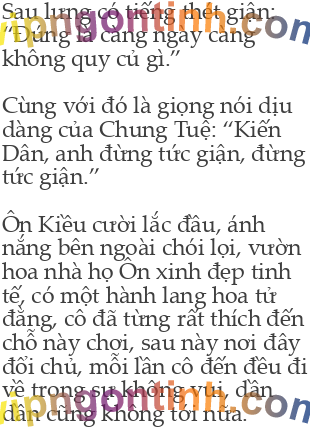 Sau lưng có tiếng thét giận:
“Đúng là càng ngày càng
không quy củ gì.”
Cùng với đó là giọng nói dịu
dàng của Chung Tuệ: “Kiến
Dân, anh đừng tức giận, đừng
tức giận.”
Ôn Kiều cười lắc đầu, ánh
nắng bên ngoài chói lọi, vườn
hoa nhà họ Ôn xinh đẹp tinh
tế, có một hành lang hoa tử
đằng, cô đã từng rất thích đến
chỗ này chơi, sau này nơi đây
đổi chủ, mỗi lần cô đến đều đi
về trong sự không vui, dần
dần cũng không tới nữa.
vipngontinh.com
vipngontinh.com